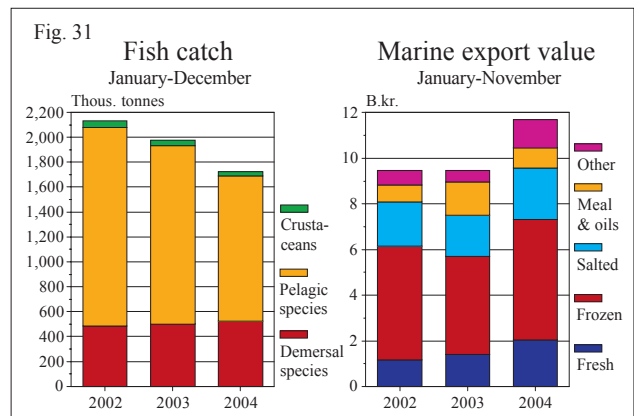 Fig. 31
Fish catch
January-December
Thous. tonnes
2,200
2,000
1,800
1,600
1,400
1,200
1,000
800
600
400
200
0
2002 2003 2004
Crusta-
ceans
Pelagic
species
Demersal
species
Marine export value
January-November
B.kr.
12
10
8
6
4
2
0
2002 2003 2004
Other
Meal
& oils
Salted
Frozen
Fresh